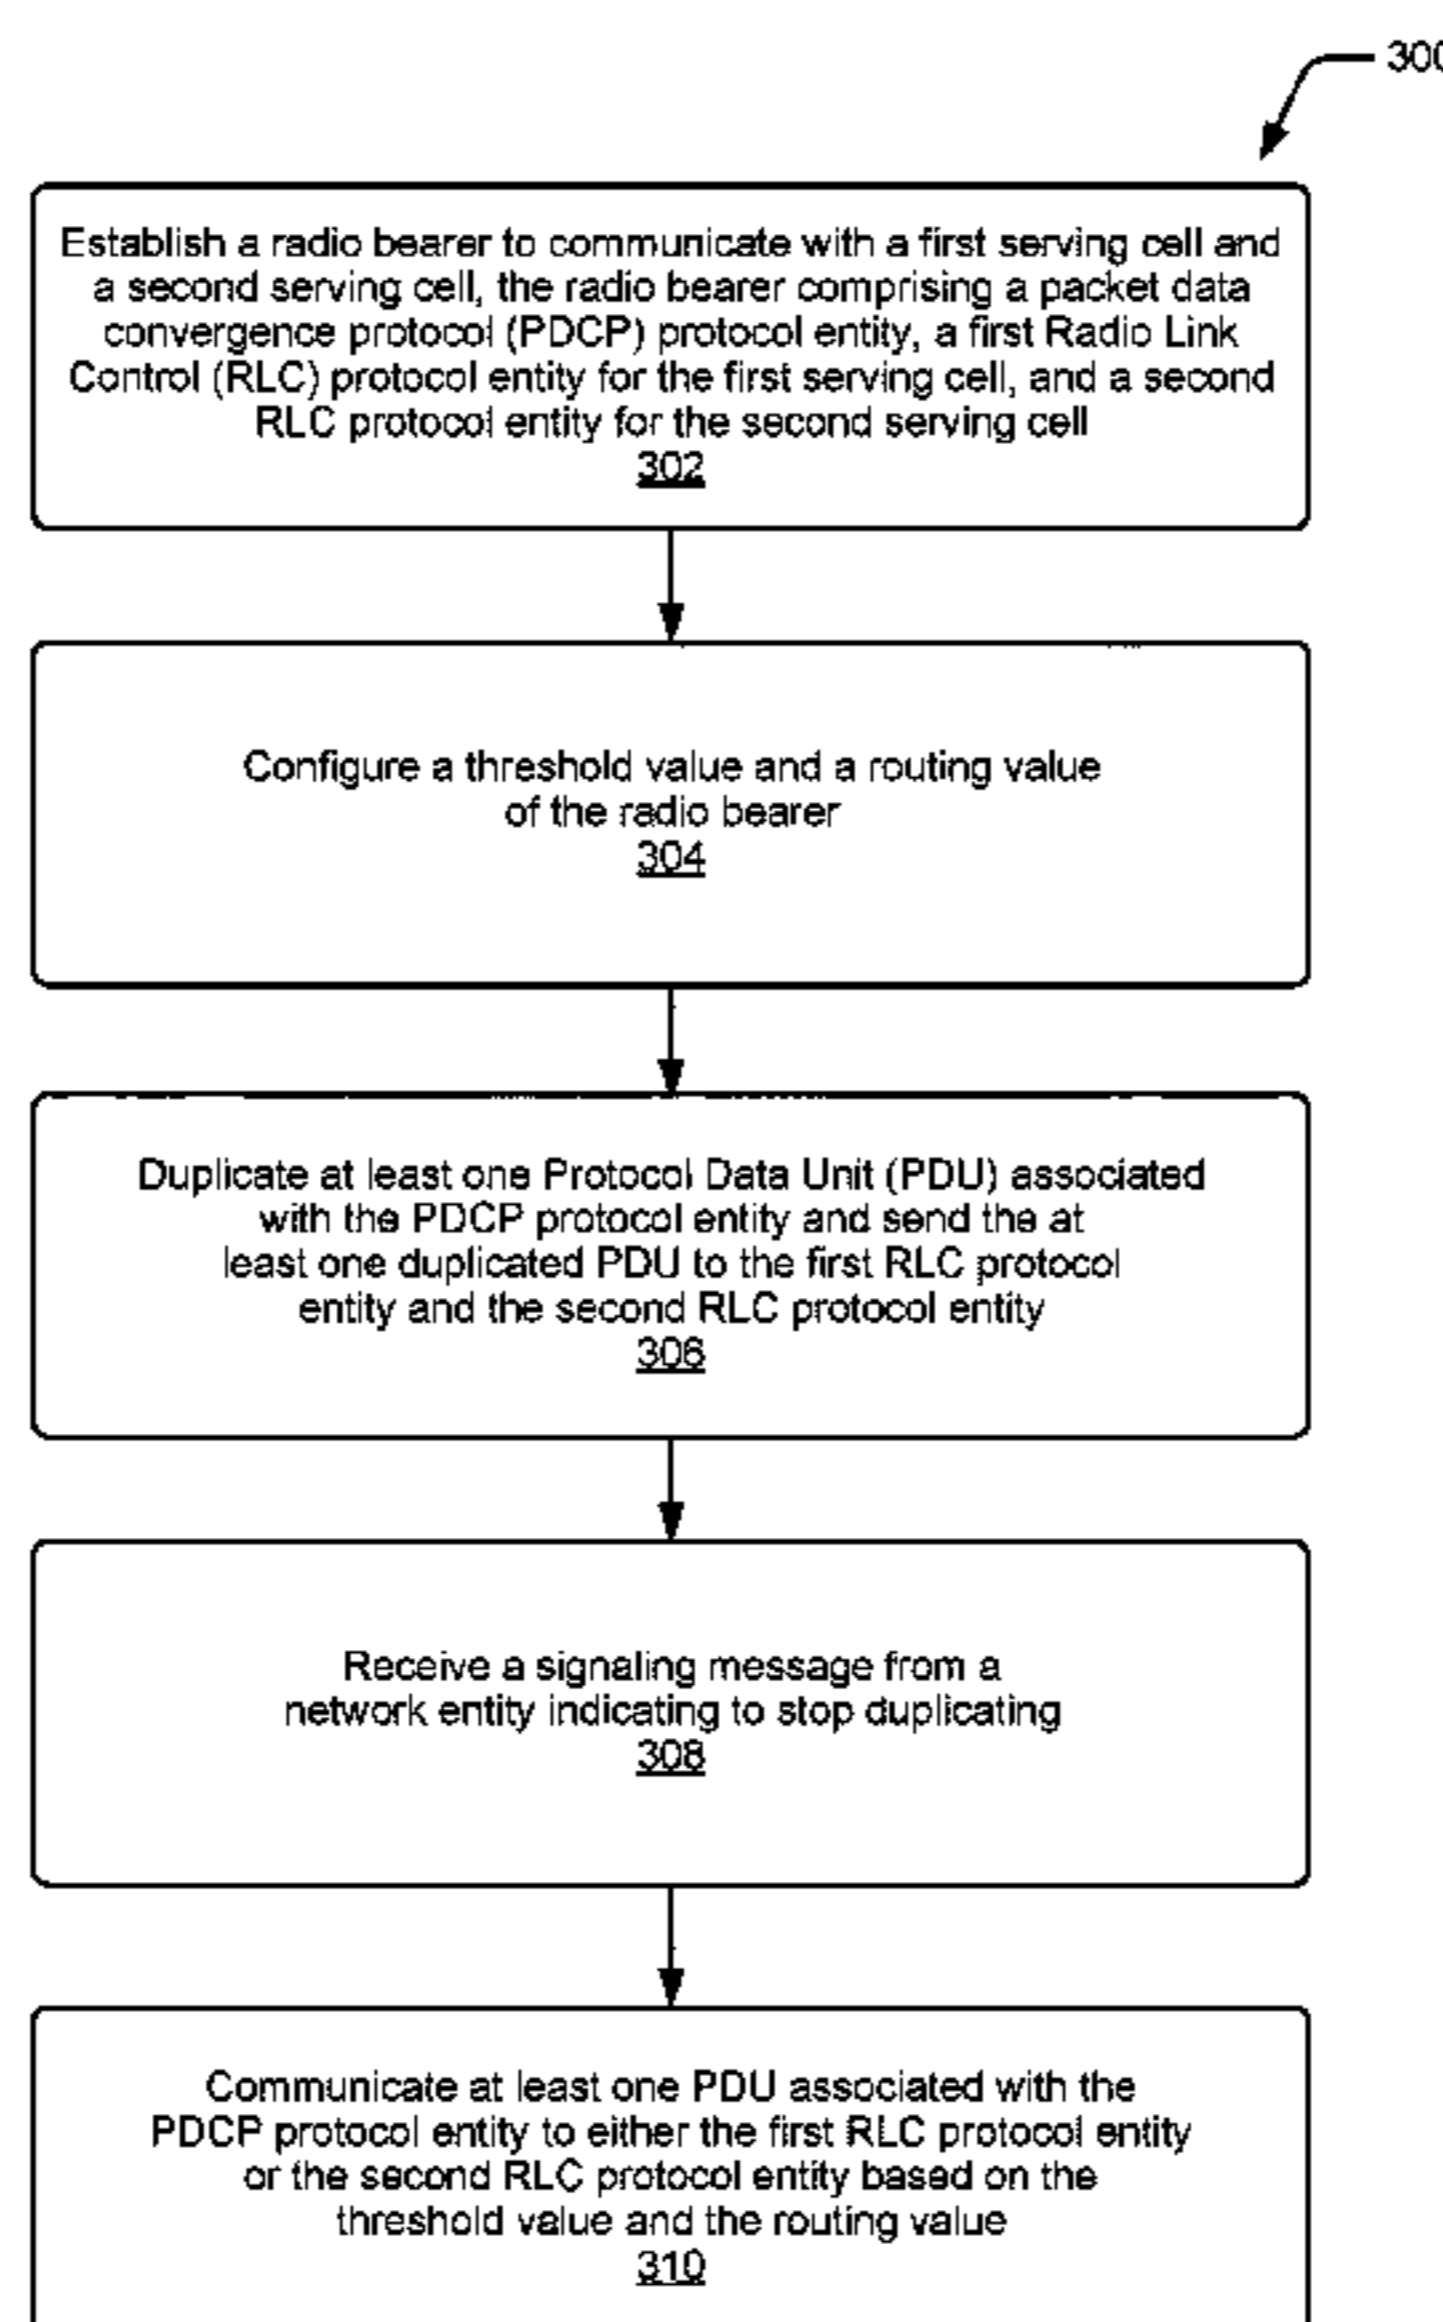 300
Establish a radio bearer to communicate with a first serving cell and
a second serving cell, the radio bearer comprising a packet data
convergence protocol (PDCP) protocol entity, a first Radio Link
Control (RLC) protocol entity for the first serving cell, and a second
RLC protocol entity for the second serving cell
302
Configure a threshold value and a routing value
of the radio bearer
304
Duplicate at least one Protocol Data Unit (PDU) associated
with the PDCP protocol entity and send the at
least one duplicated PDU to the first RLC protocol
entity and the second RLC protocol entity
306
Receive a signaling message from a
network entity indicating to stop duplicating
308
Communicate at least one PDU associated with the
PDCP protocol entity to either the first RLC protocol entity
or the second RLC protocol entity based on the
threshold value and the routing value
310